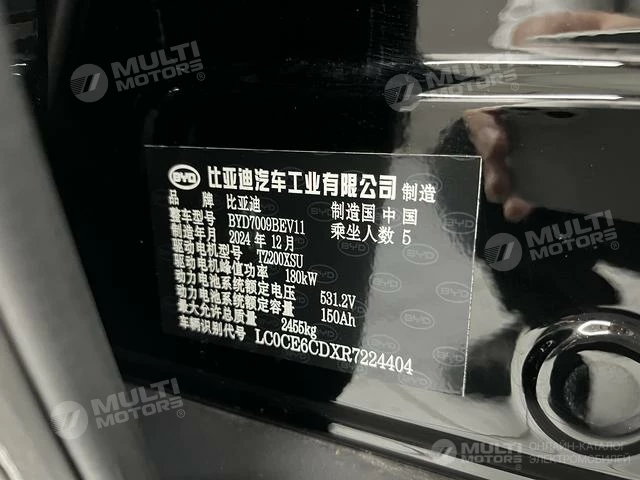 MULTI MOTORS
MULTI MOTORS
BYD 比亚迪汽车工业有限公司 制造
品 牌 比亚迪 制造国 中 国
整车型号 BYD7009BEV11 乘坐人数 5
制造年月 2024 年 12 月
驱动电机型号 TZ200XSU
驱动电机峰值功率 180kW
动力电池系统额定电压 531.2V
动力电池系统额定容量 150Ah
最大允许总质量 2455kg
车辆识别代号 LC0CE6CDXR7224404
MULTI MOTORS
MULTI MOTORS
MULTI MOTORS
ОНЛАЙН-КАТАЛОГ
ЭЛЕКТРОМОБИЛЕЙ